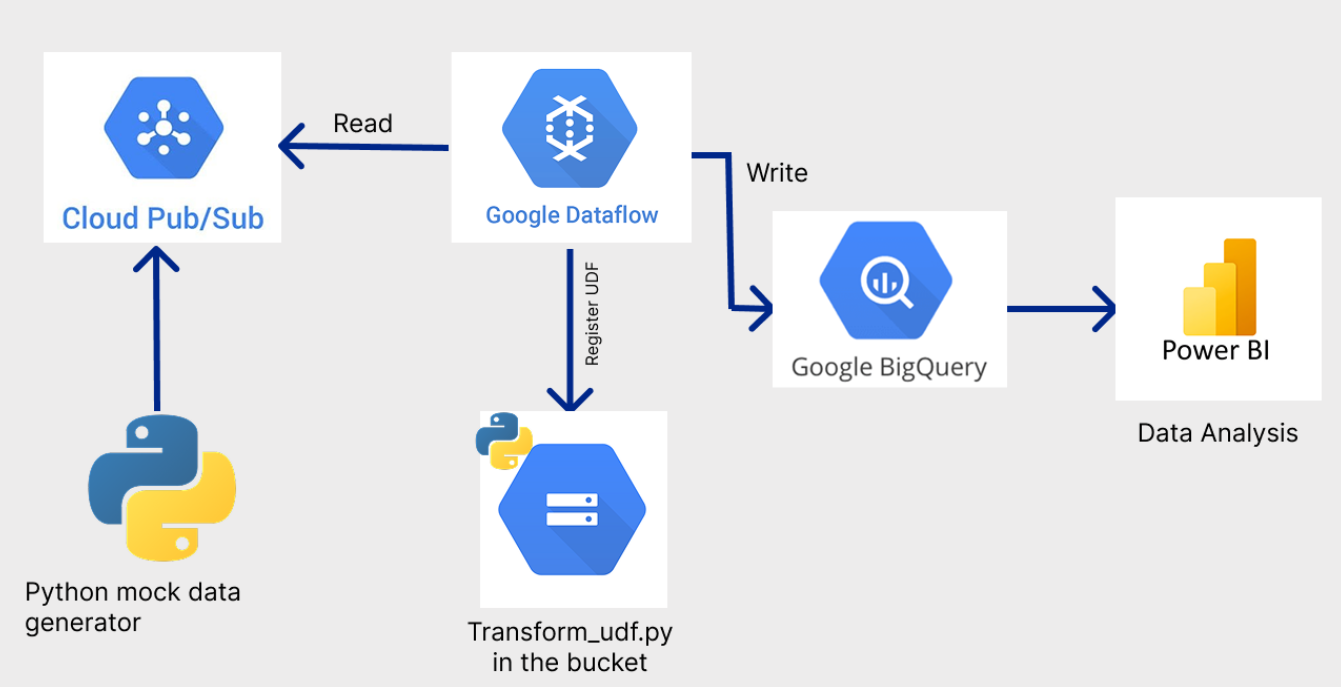 Read
Cloud Pub/Sub
Google Dataflow
Write
Register UDF
Google BigQuery
Power BI
Data Analysis
Python mock data
generator
Transform_udf.py
in the bucket